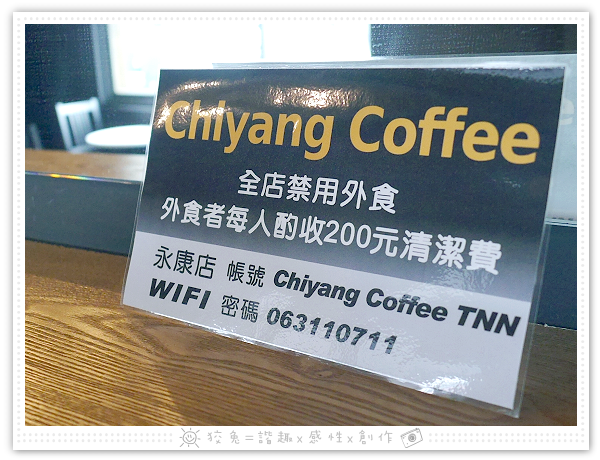 Chiyang Coffee
全店禁用外食
外食者每人酌收200元清潔費
永康店 帳號 Chiyang Coffee TNN
WIFI 密碼 063110711
狡兔=諧趣x感性x創作